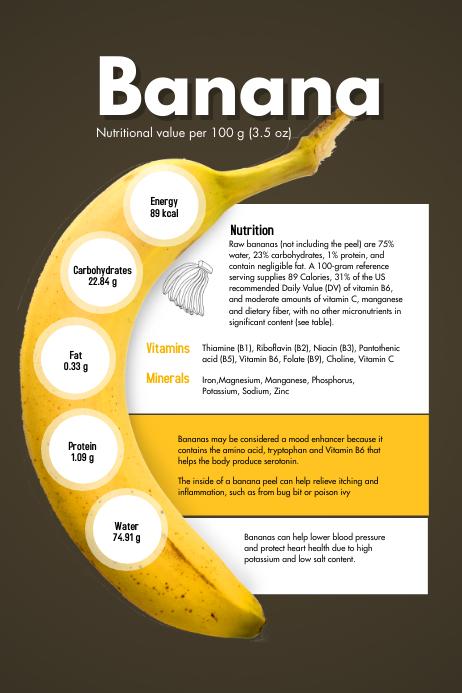 Banana
Nutritional value per 100 g (3.5 oz)
Energy
89 kcal
Carbohydrates
22.84 g
Fat
0.33 g
Protein
1.09 g
Water
74.91 g
Nutrition
Raw bananas (not including the peel) are 75%
water, 23% carbohydrates, 1% protein, and
contain negligible fat. A 100-gram reference
serving supplies 89 Calories, 31% of the US
recommended Daily Value (DV) of vitamin B6,
and moderate amounts of vitamin C, manganese
and dietary fiber, with no other micronutrients in
significant content (see table).
Vitamins
Thiamine (B1), Riboflavin (B2), Niacin (B3), Pantothenic
acid (B5), Vitamin B6, Folate (B9), Choline, Vitamin C
Minerals
Iron,Magnesium, Manganese, Phosphorus,
Potassium, Sodium, Zinc
Bananas may be considered a mood enhancer because it
contains the amino acid, tryptophan and Vitamin B6 that
helps the body produce serotonin.
The inside of a banana peel can help relieve itching and
inflammation, such as from bug bit or poison ivy
Bananas can help lower blood pressure
and protect heart health due to high
potassium and low salt content.